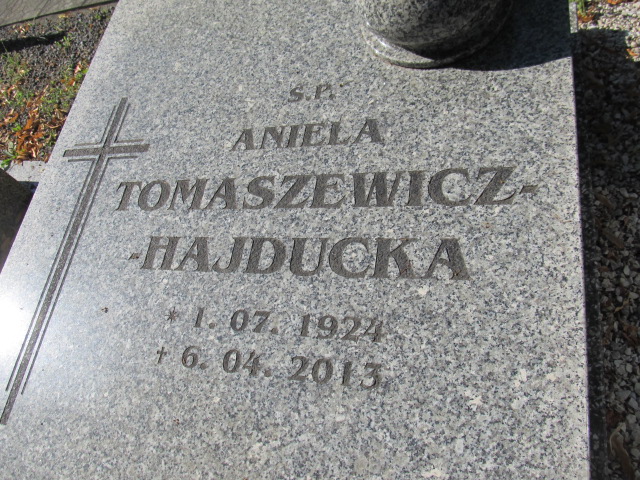 Ś.P.
ANIELA
TOMASZEWICZ-
-HAJDUCKA
* 1. 07. 1924
+ 6. 04. 2013